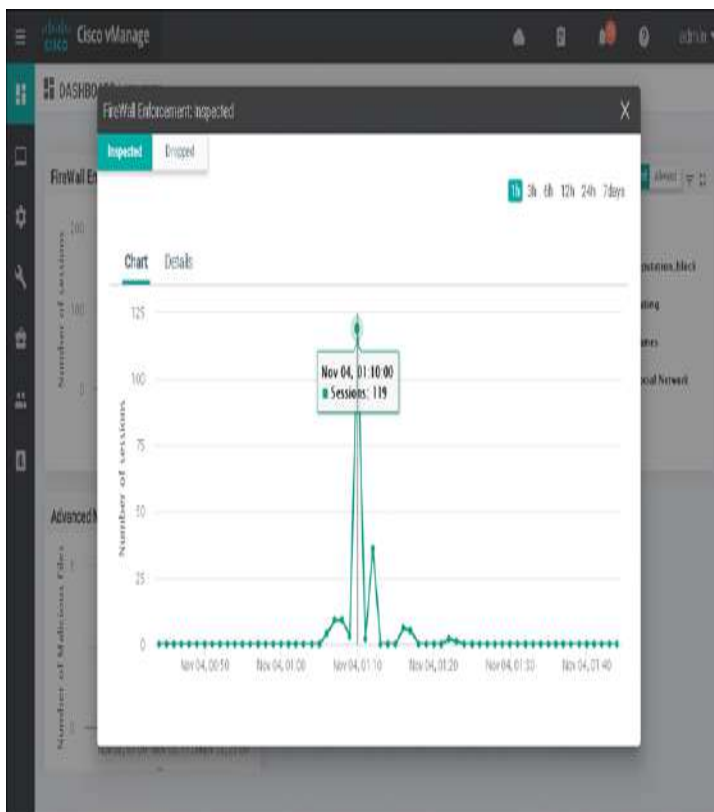 Cisco vManage
CISCO
admin
DASHBO
FireWall Enforcement: Inspected
X
Inspected
Dropped
1h 3h 6h 12h 24h 7days
Chart
Details
Number of sessions
125
100
75
50
25
0
Nov 04, 01:10:00
Sessions: 119
Nov 04, 00:50
Nov 04, 01:00
Nov 04, 01:10
Nov 04, 01:20
Nov 04, 01:30
Nov 04, 01:40
FireWall En
Number of sessions
200
100
0
Advanced
Number of Malicious Files